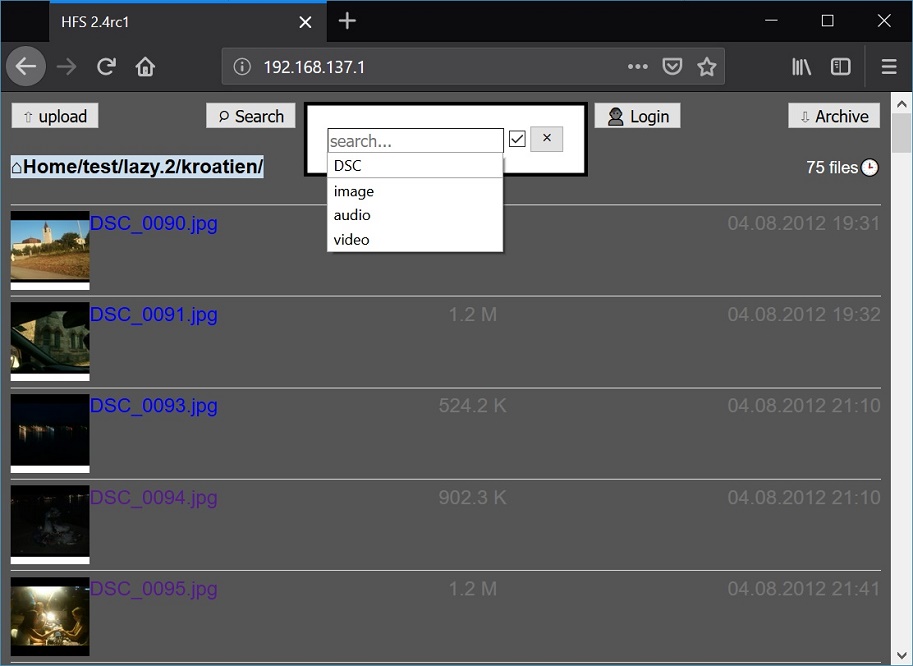 HFS 2.4rc1
192.168.137.1
upload
Search
search...
Login
Archive
DSC
image
audio
video
Home/test/lazy.2/kroatien/
75 files
DSC_0090.jpg 04.08.2012 19:31
DSC_0091.jpg 1.2 M 04.08.2012 19:32
DSC_0093.jpg 524.2 K 04.08.2012 21:10
DSC_0094.jpg 902.3 K 04.08.2012 21:10
DSC_0095.jpg 1.2 M 04.08.2012 21:41